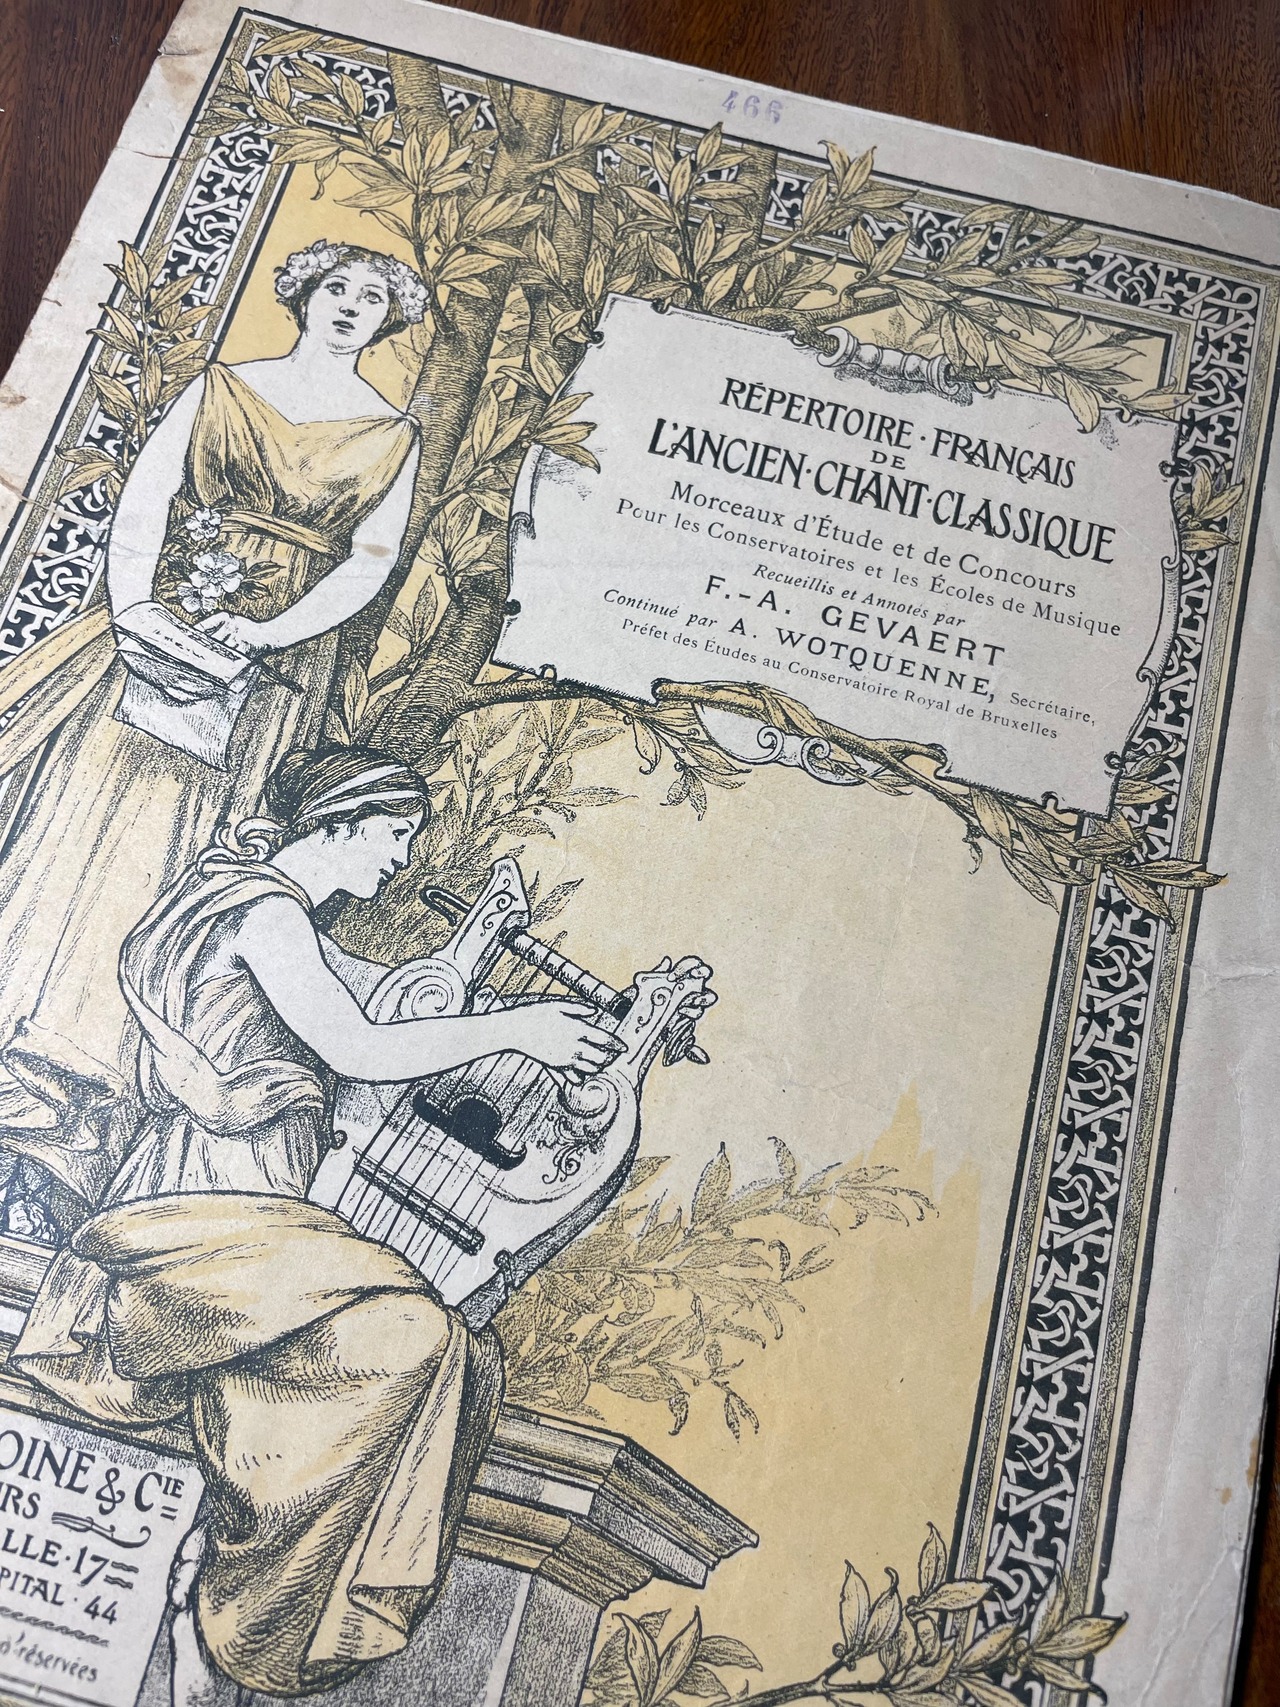 466
RÉPERTOIRE·FRANÇAIS
DE
L'ANCIEN·CHANT·CLASSIQUE
Morceaux d'Étude et de Concours
Pour les Conservatoires et les Écoles de Musique
Recueillis et Annotés par
F.-A. GEVAERT
Continué par A. WOTQUENNE, Secrétaire,
Préfet des Études au Conservatoire Royal de Bruxelles
OINE & CIE
RS
LLE·17
PITAL·44
réservées